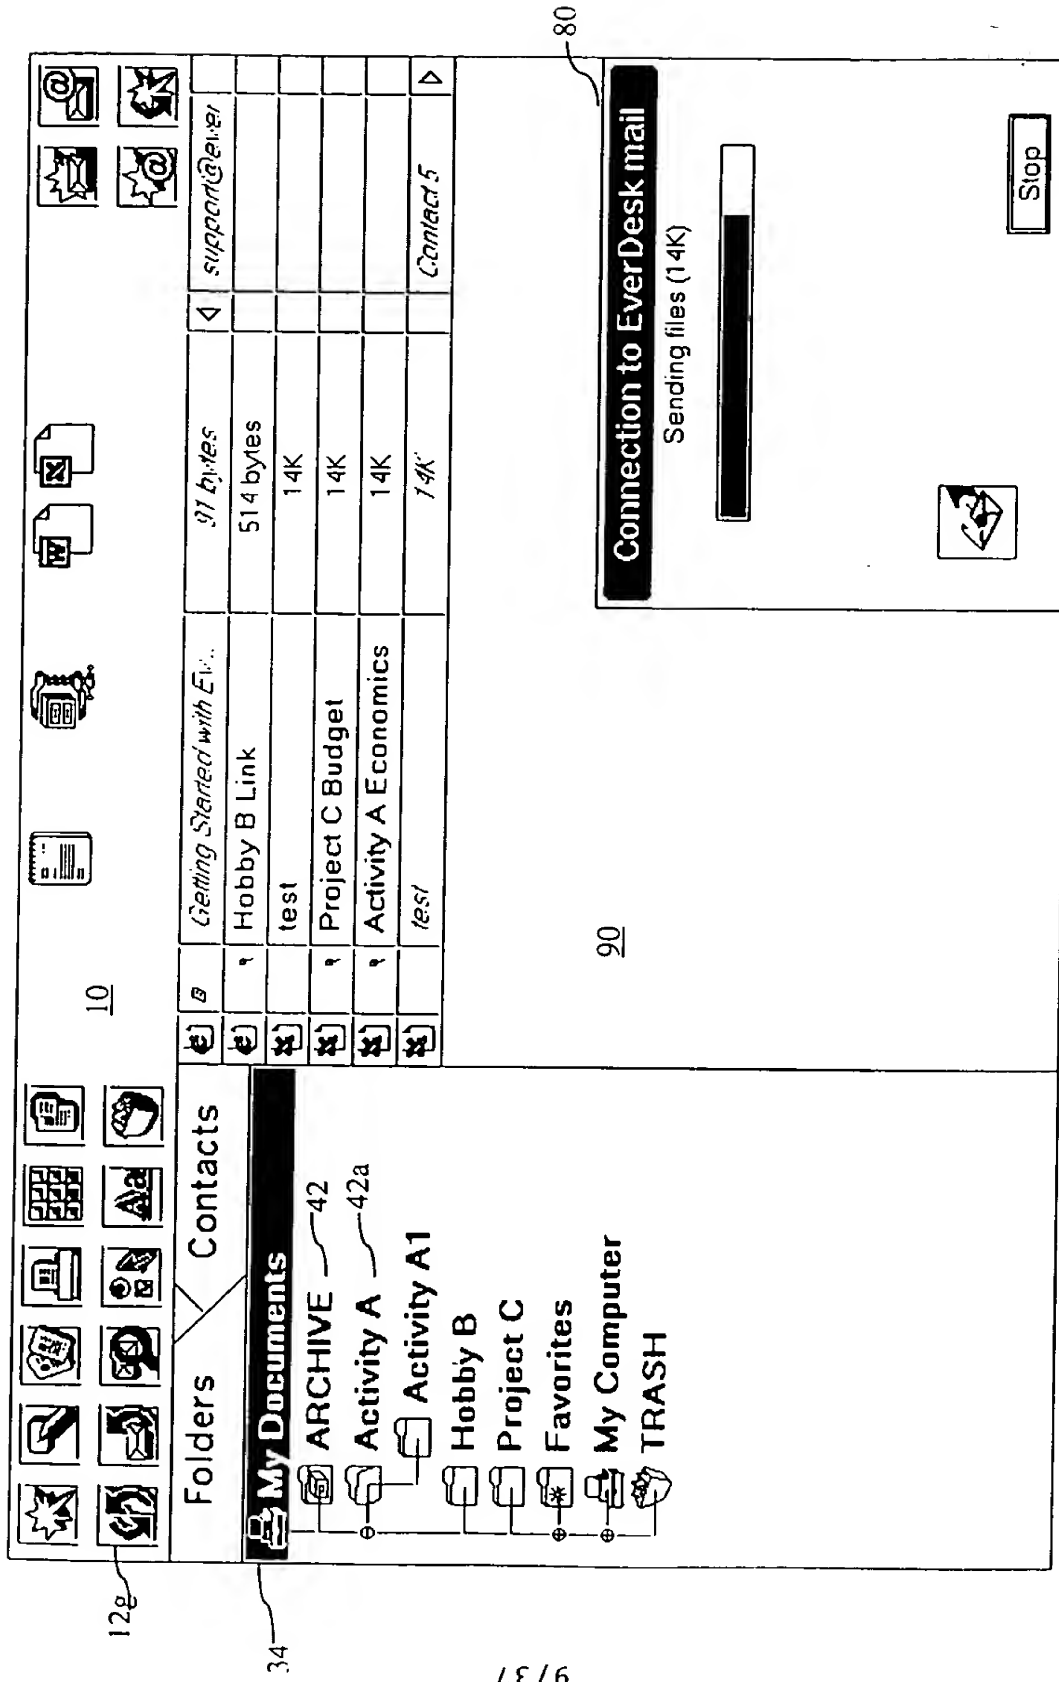 10
12g
34
Folders
Contacts
My Documents
ARCHIVE
42
Activity A
42a
Activity A1
Hobby B
Project C
Favorites
My Computer
TRASH
Getting Started with Ev... 91 bytes support@ever
Hobby B Link 514 bytes
test 14K
Project C Budget 14K
Activity A Economics 14K
test 14K Contact 5
90
80
Connection to EverDesk mail
Sending files (14K)
Stop
9/37